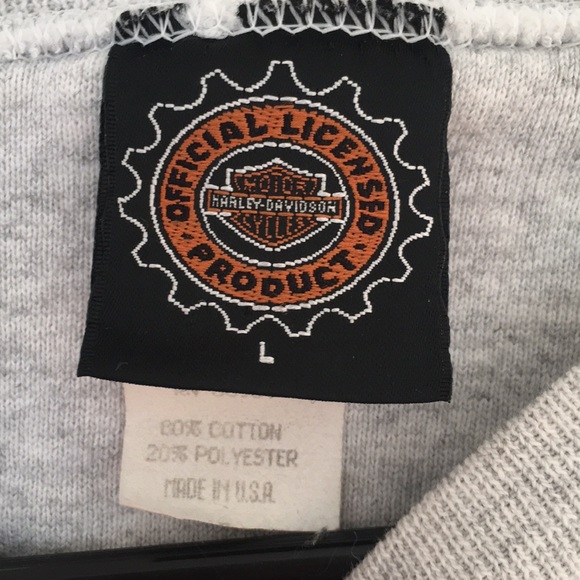 OFFICIAL LICENSED
PRODUCT
MOTOR
HARLEY-DAVIDSON
CYCLES
L
80% COTTON
20% POLYESTER
MADE IN U.S.A.